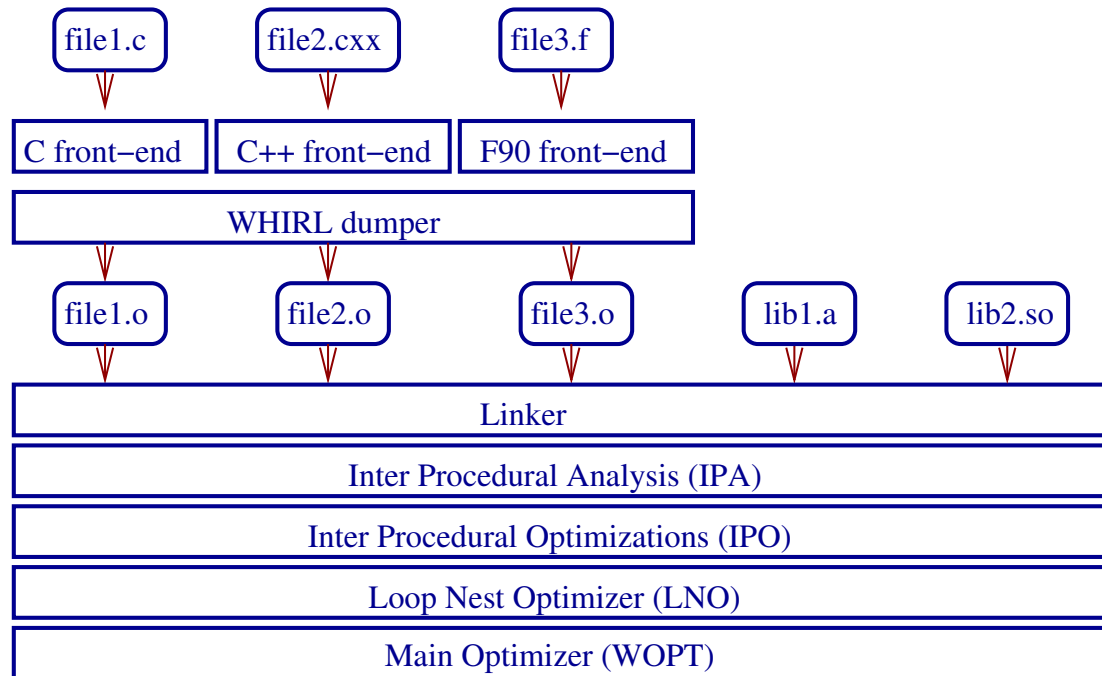 file1.c
file2.cxx
file3.f
C front−end
C++ front−end
F90 front−end
WHIRL dumper
file1.o
file2.o
file3.o
lib1.a
lib2.so
Linker
Inter Procedural Analysis (IPA)
Inter Procedural Optimizations (IPO)
Loop Nest Optimizer (LNO)
Main Optimizer (WOPT)